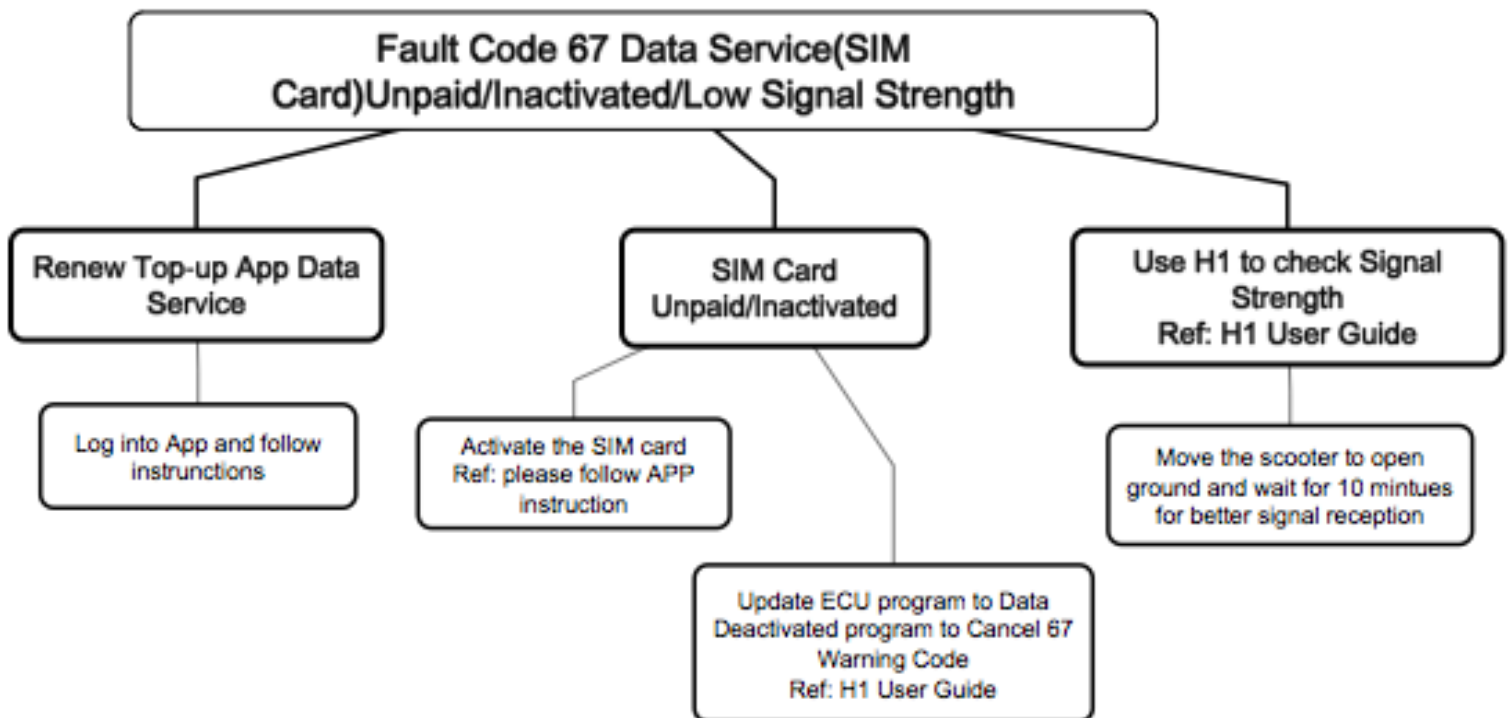 Fault Code 67 Data Service(SIM
Card)Unpaid/Inactivated/Low Signal Strength
Renew Top-up App Data
Service
SIM Card
Unpaid/Inactivated
Use H1 to check Signal
Strength
Ref: H1 User Guide
Log into App and follow
instrunctions
Activate the SIM card
Ref: please follow APP
instruction
Move the scooter to open
ground and wait for 10 mintues
for better signal reception
Update ECU program to Data
Deactivated program to Cancel 67
Warning Code
Ref: H1 User Guide